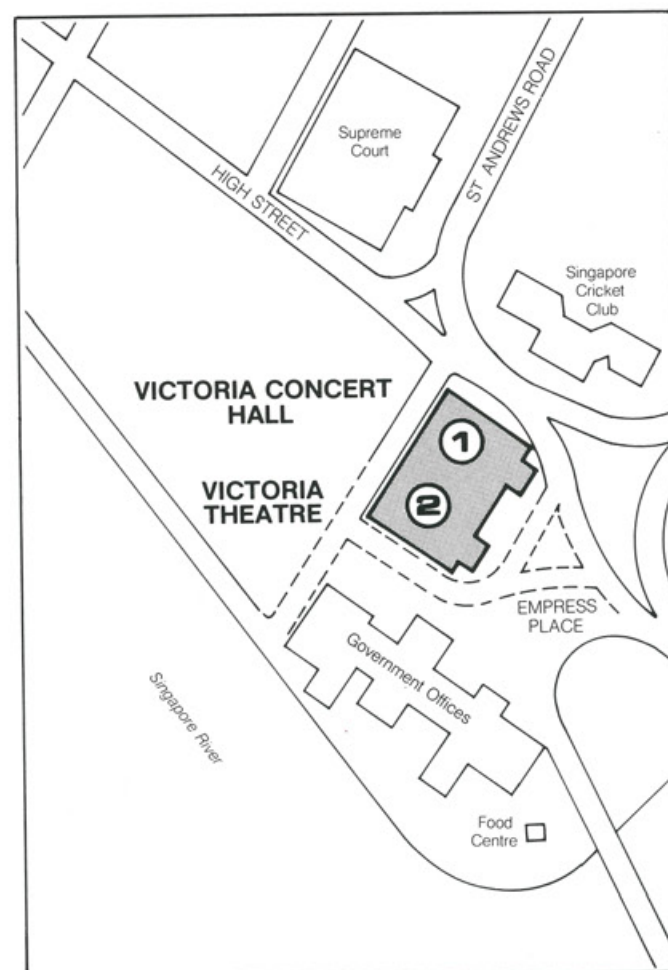 Supreme
Court
ST ANDREWS ROAD
HIGH STREET
Singapore
Cricket
Club
VICTORIA CONCERT
HALL
1
VICTORIA
THEATRE
2
EMPRESS
PLACE
Government Offices
Singapore River
Food
Centre